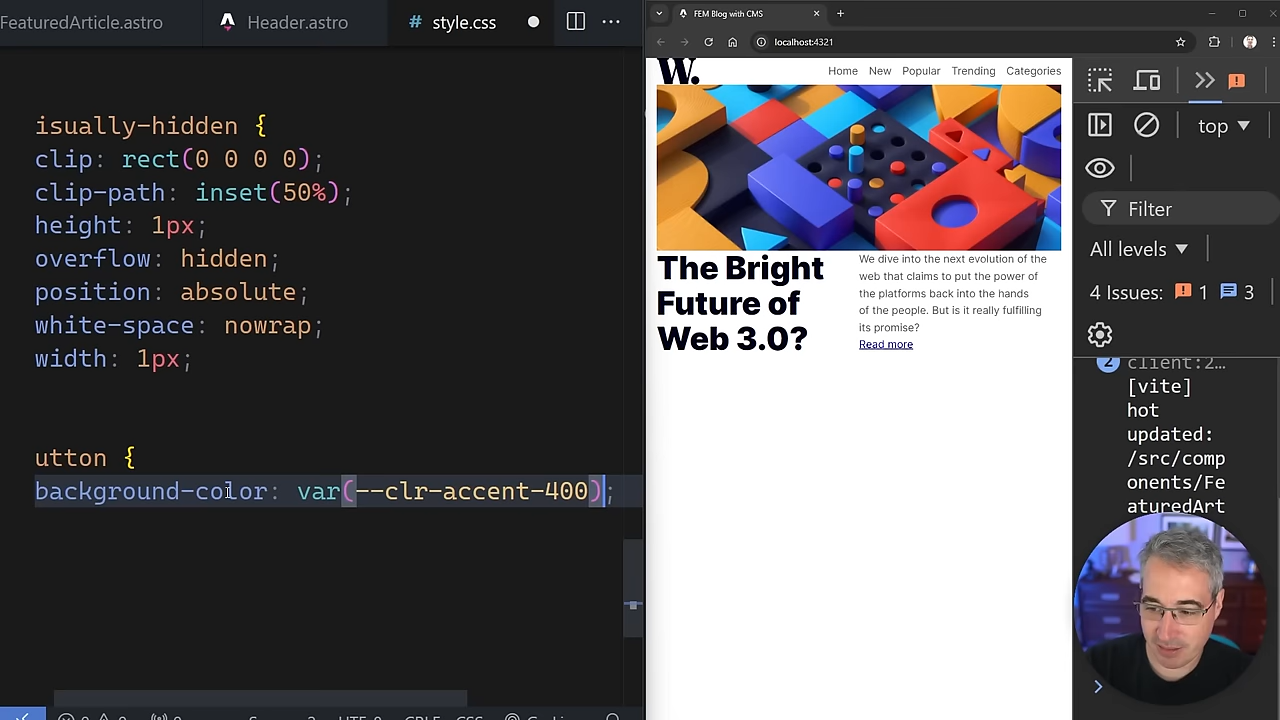 FeaturedArticle.astro
Header.astro
# style.css
isually-hidden {
clip: rect(0 0 0 0);
clip-path: inset(50%);
height: 1px;
overflow: hidden;
position: absolute;
white-space: nowrap;
width: 1px;
utton {
background-color: var(--clr-accent-400);
FEM Blog with CMS
localhost:4321
W.
Home New Popular Trending Categories
The Bright
Future of
Web 3.0?
We dive into the next evolution of the
web that claims to put the power of
the platforms back into the hands
of the people. But is it really fulfilling
its promise?
Read more
top
Filter
All levels
4 Issues: 1 3
2 client:2…
[vite]
hot
updated:
/src/comp
onents/Fe
aturedArt